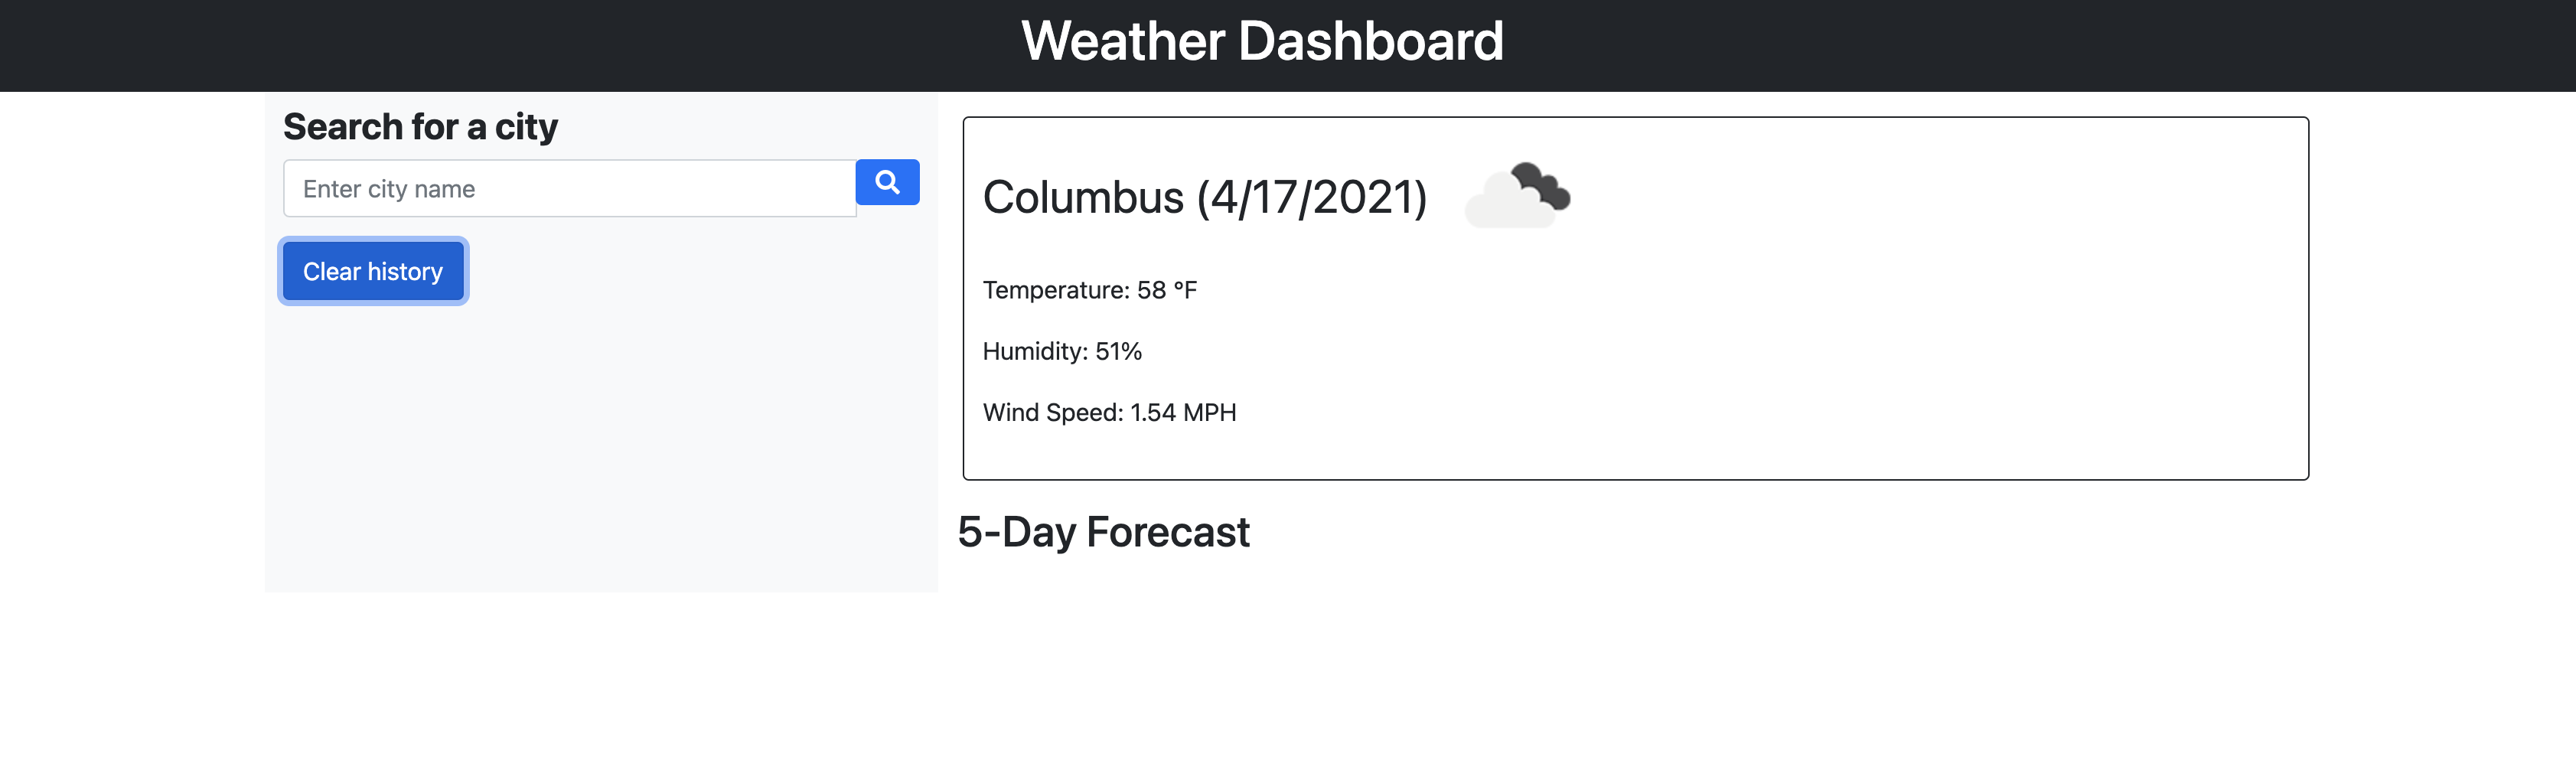 Weather Dashboard
Search for a city
Enter city name
Clear history
Columbus (4/17/2021)
Temperature: 58 °F
Humidity: 51%
Wind Speed: 1.54 MPH
5-Day Forecast